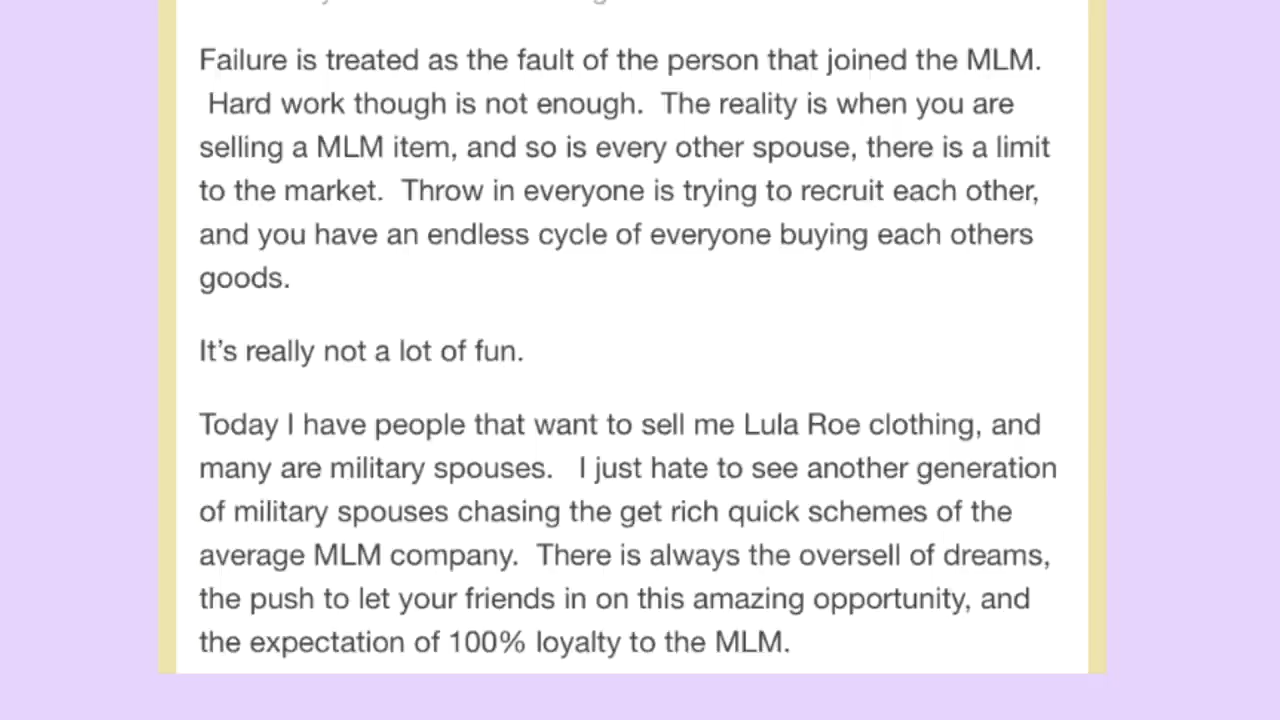 Failure is treated as the fault of the person that joined the MLM.
Hard work though is not enough.  The reality is when you are
selling a MLM item, and so is every other spouse, there is a limit
to the market.  Throw in everyone is trying to recruit each other,
and you have an endless cycle of everyone buying each others
goods.
It’s really not a lot of fun.
Today I have people that want to sell me Lula Roe clothing, and
many are military spouses.   I just hate to see another generation
of military spouses chasing the get rich quick schemes of the
average MLM company.  There is always the oversell of dreams,
the push to let your friends in on this amazing opportunity, and
the expectation of 100% loyalty to the MLM.